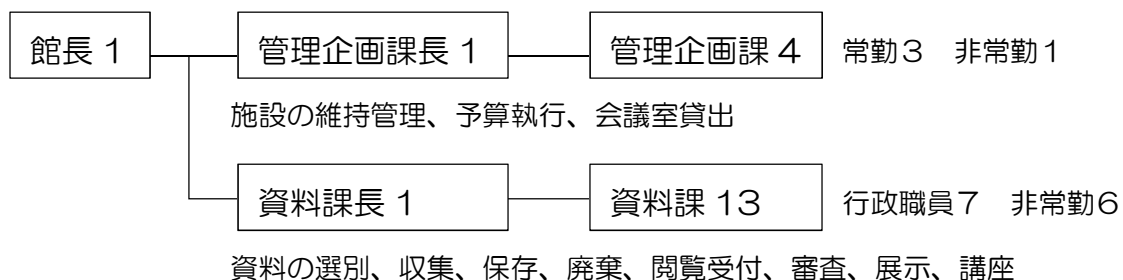 館長1 管理企画課長1 管理企画課4 常勤3 非常勤1
施設の維持管理、予算執行、会議室貸出
資料課長1 資料課13 行政職員7 非常勤6
資料の選別、収集、保存、廃棄、閲覧受付、審査、展示、講座